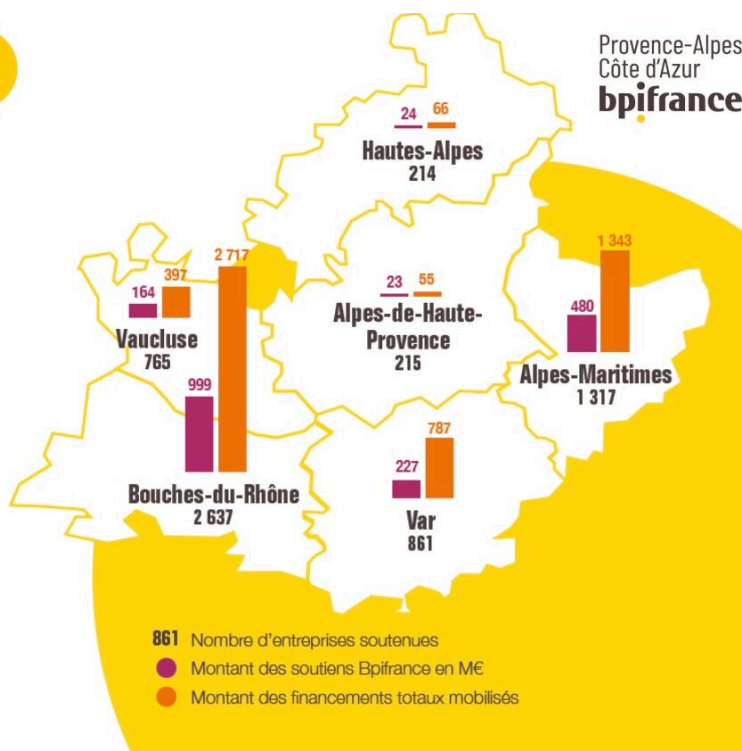 Provence-Alpes
Côte d'Azur
bpifrance
24
66
Hautes-Alpes
214
164
397
Vaucluse
765
2 717
999
Bouches-du-Rhône
2 637
23
55
Alpes-de-Haute-
Provence
215
480
1 343
Alpes-Maritimes
1 317
227
787
Var
861
861 Nombre d'entreprises soutenues
Montant des soutiens Bpifrance en M€
Montant des financements totaux mobilisés